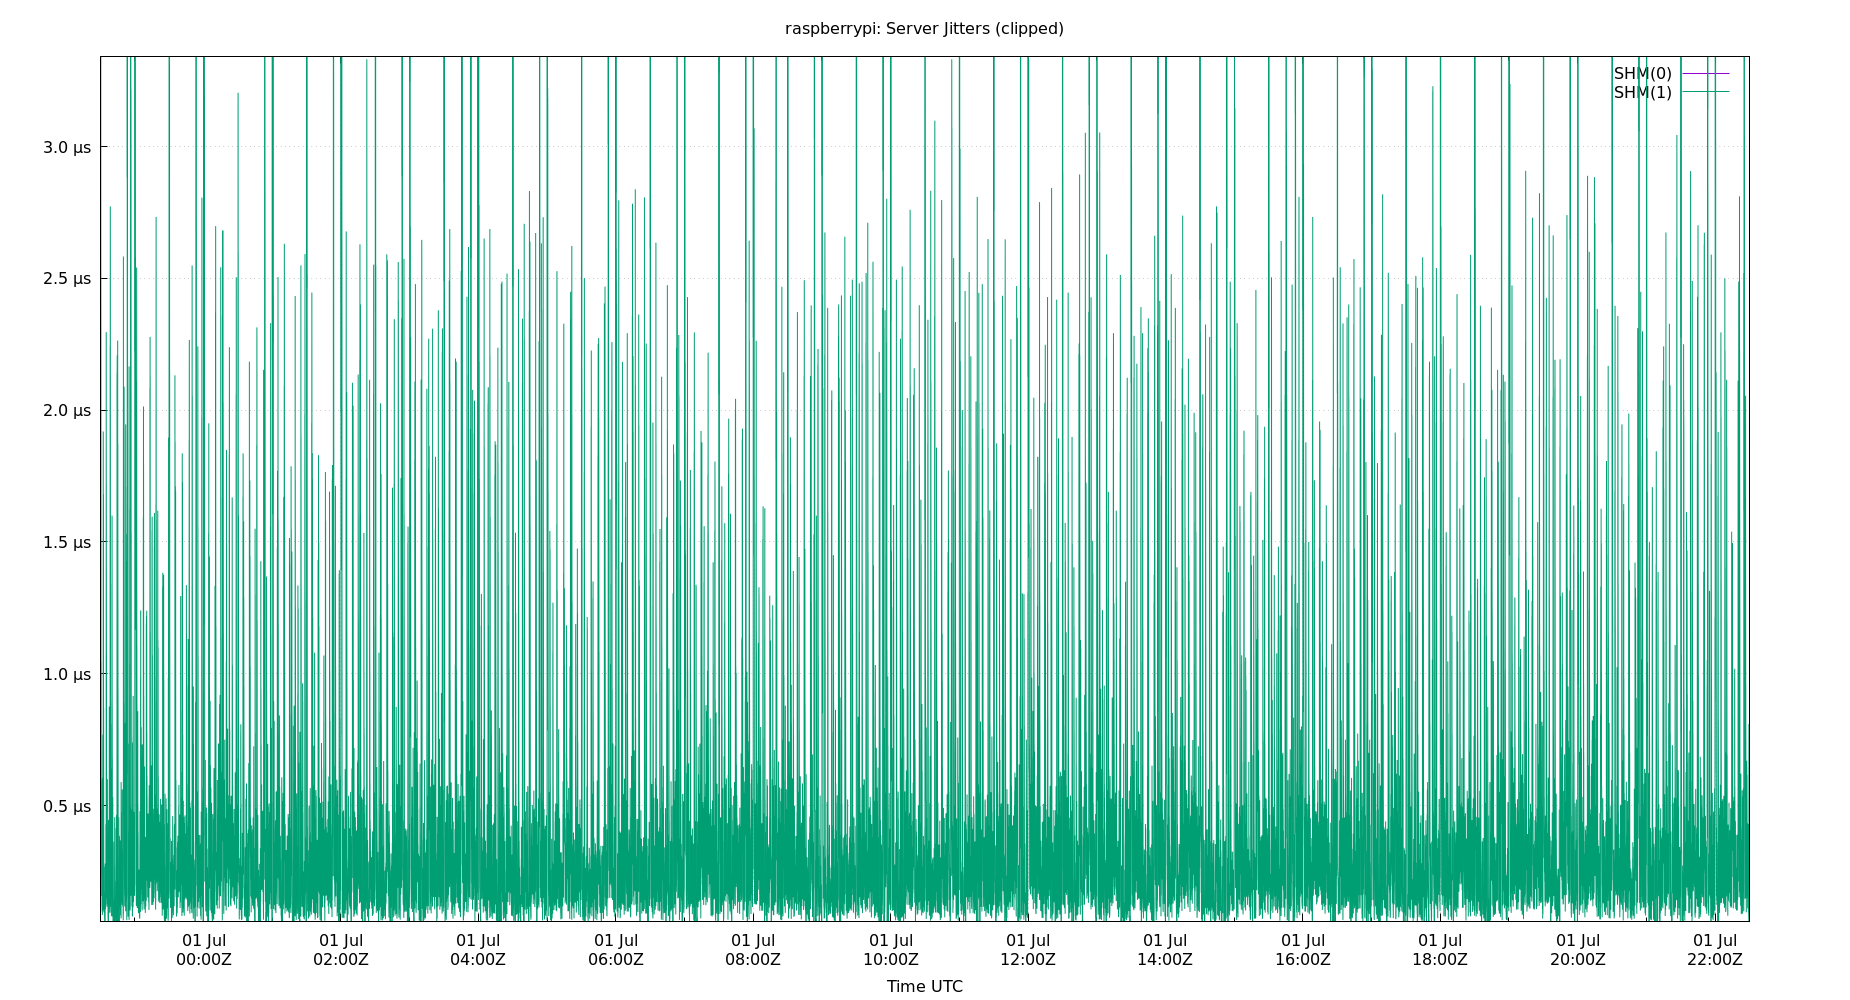 raspberrypi: Server Jitters (clipped)
SHM(0)
SHM(1)
3.0 µs
2.5 µs
2.0 µs
1.5 µs
1.0 µs
0.5 µs
01 Jul 01 Jul 01 Jul 01 Jul 01 Jul 01 Jul 01 Jul 01 Jul 01 Jul 01 Jul 01 Jul 01 Jul
00:00Z 02:00Z 04:00Z 06:00Z 08:00Z 10:00Z 12:00Z 14:00Z 16:00Z 18:00Z 20:00Z 22:00Z
Time UTC